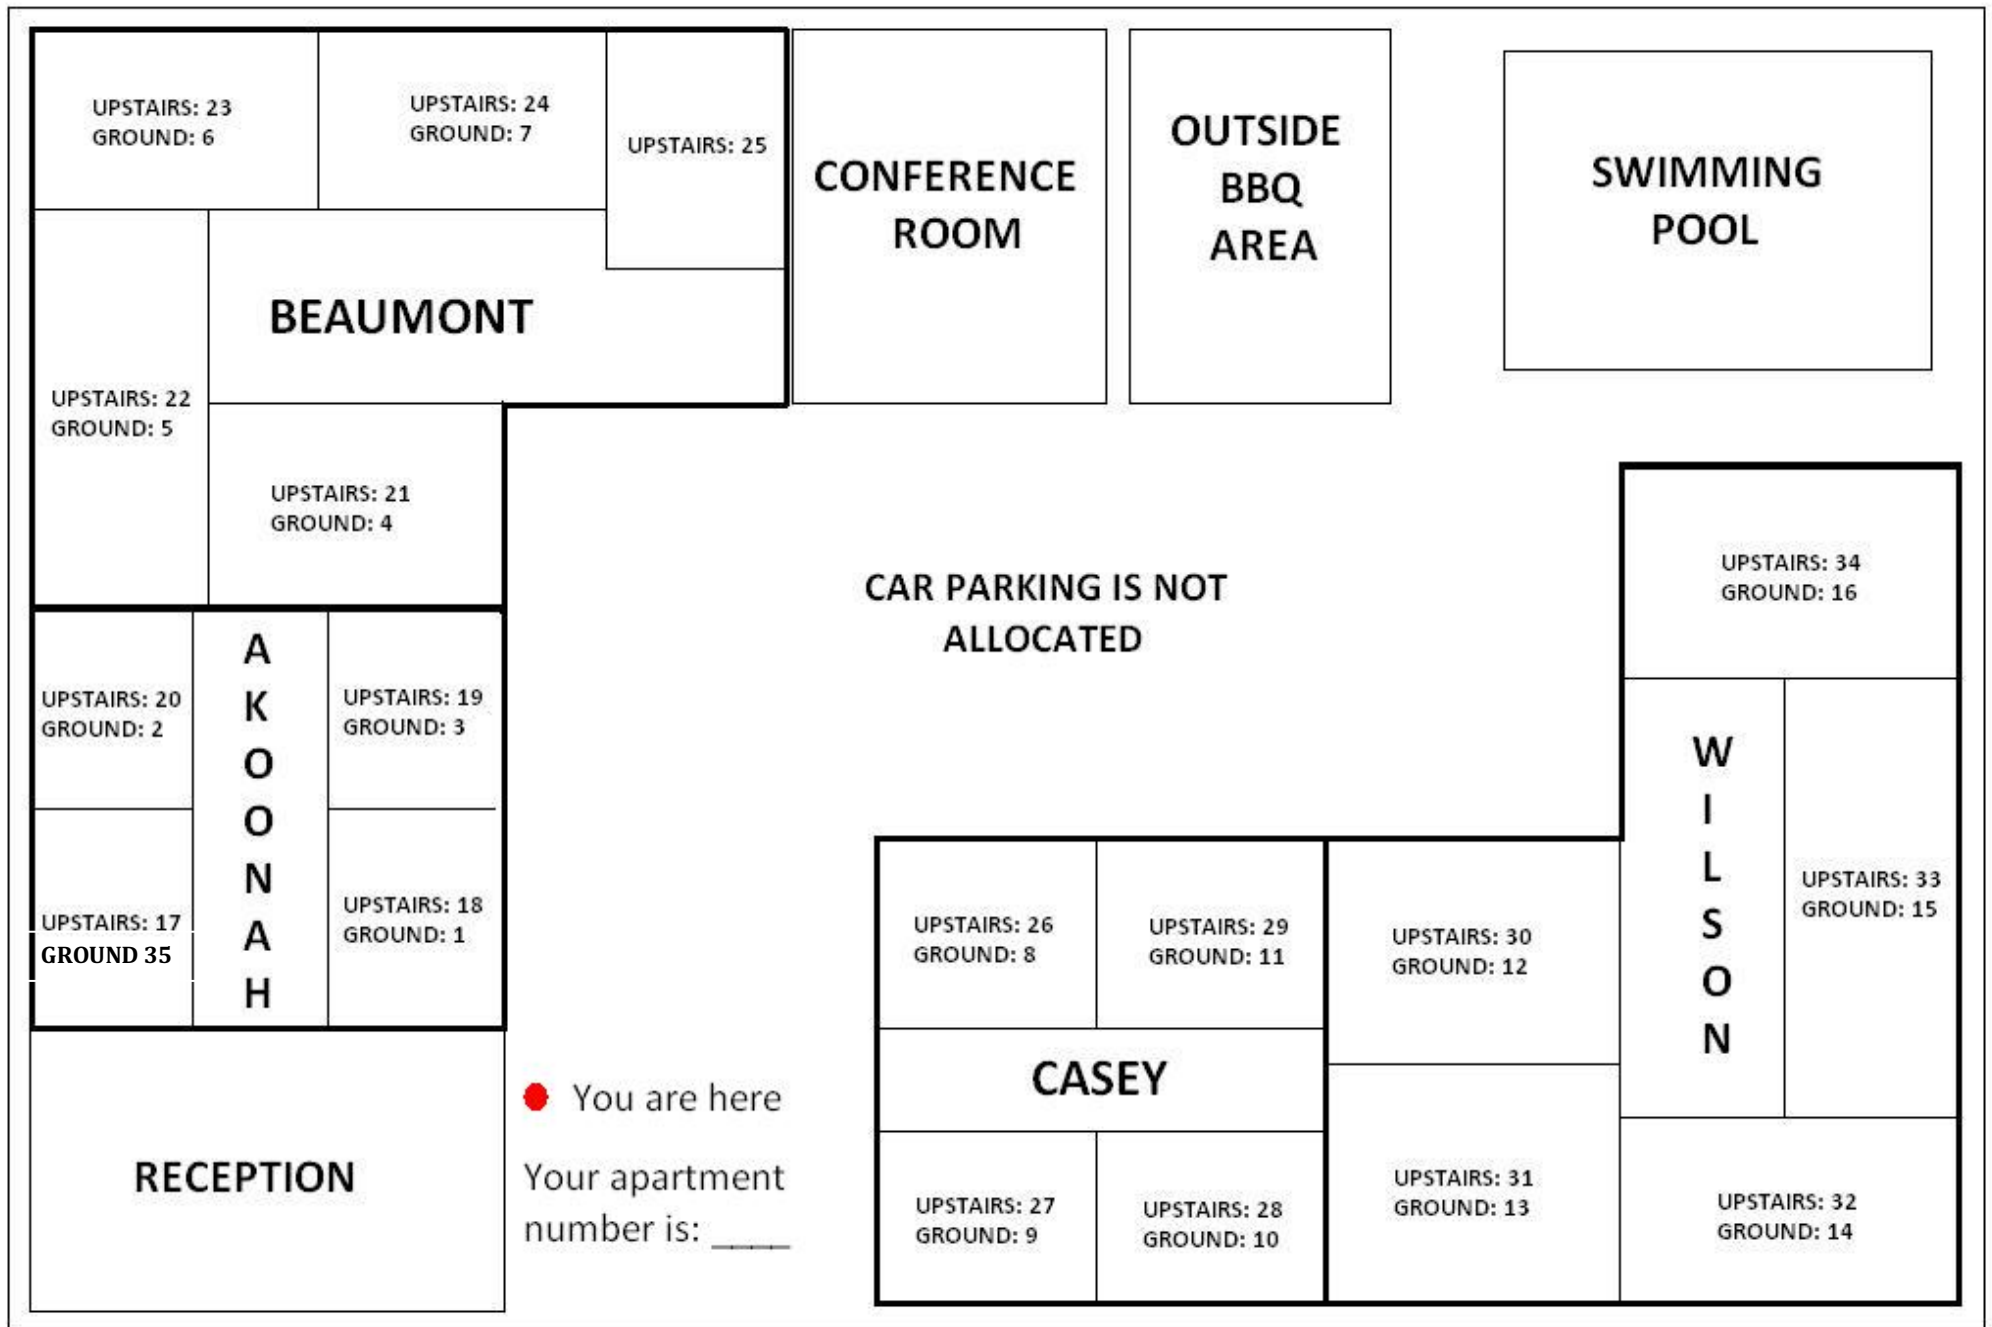 UPSTAIRS: 23
GROUND: 6
UPSTAIRS: 24
GROUND: 7
UPSTAIRS: 25
CONFERENCE
ROOM
OUTSIDE
BBQ
AREA
SWIMMING
POOL
BEAUMONT
UPSTAIRS: 22
GROUND: 5
UPSTAIRS: 21
GROUND: 4
CAR PARKING IS NOT
ALLOCATED
UPSTAIRS: 34
GROUND: 16
UPSTAIRS: 20
GROUND: 2
AKOONAH
UPSTAIRS: 19
GROUND: 3
UPSTAIRS: 17
GROUND 35
UPSTAIRS: 18
GROUND: 1
WILSON
UPSTAIRS: 33
GROUND: 15
UPSTAIRS: 26
GROUND: 8
UPSTAIRS: 29
GROUND: 11
UPSTAIRS: 30
GROUND: 12
CASEY
UPSTAIRS: 27
GROUND: 9
UPSTAIRS: 28
GROUND: 10
UPSTAIRS: 31
GROUND: 13
UPSTAIRS: 32
GROUND: 14
RECEPTION
You are here
Your apartment
number is: ____